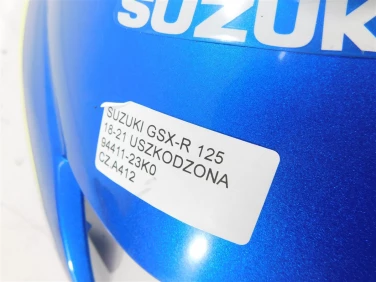 SUZUKI
SUZUKI GSX-R 125
18-21 USZKODZONA
94411-23K0
CZ.A412